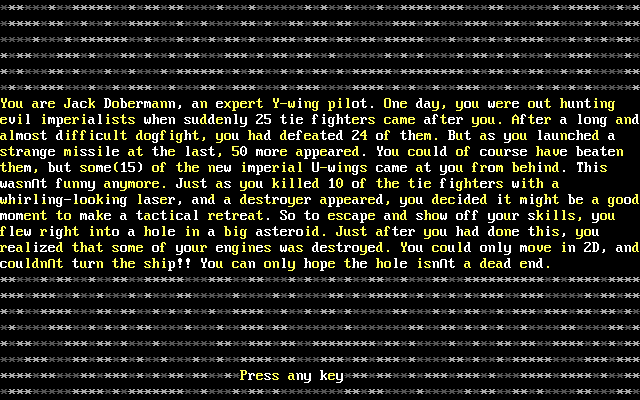 You are Jack Dobermann, an expert Y-wing pilot. One day, you were out hunting
evil imperialists when suddenly 25 tie fighters came after you. After a long and
almost difficult dogfight, you had defeated 24 of them. But as you launched a
strange missile at the last, 50 more appeared. You could of course have beaten
them, but some(15) of the new imperial U-wings came at you from behind. This
wasn∩t funny anymore. Just as you killed 10 of the tie fighters with a
whirling-looking laser, and a destroyer appeared, you decided it might be a good
moment to make a tactical retreat. So to escape and show off your skills, you
flew right into a hole in a big asteroid. Just after you had done this, you
realized that some of your engines was destroyed. You could only move in 2D, and
couldn∩t turn the ship!! You can only hope the hole isn∩t a dead end.
Press any key